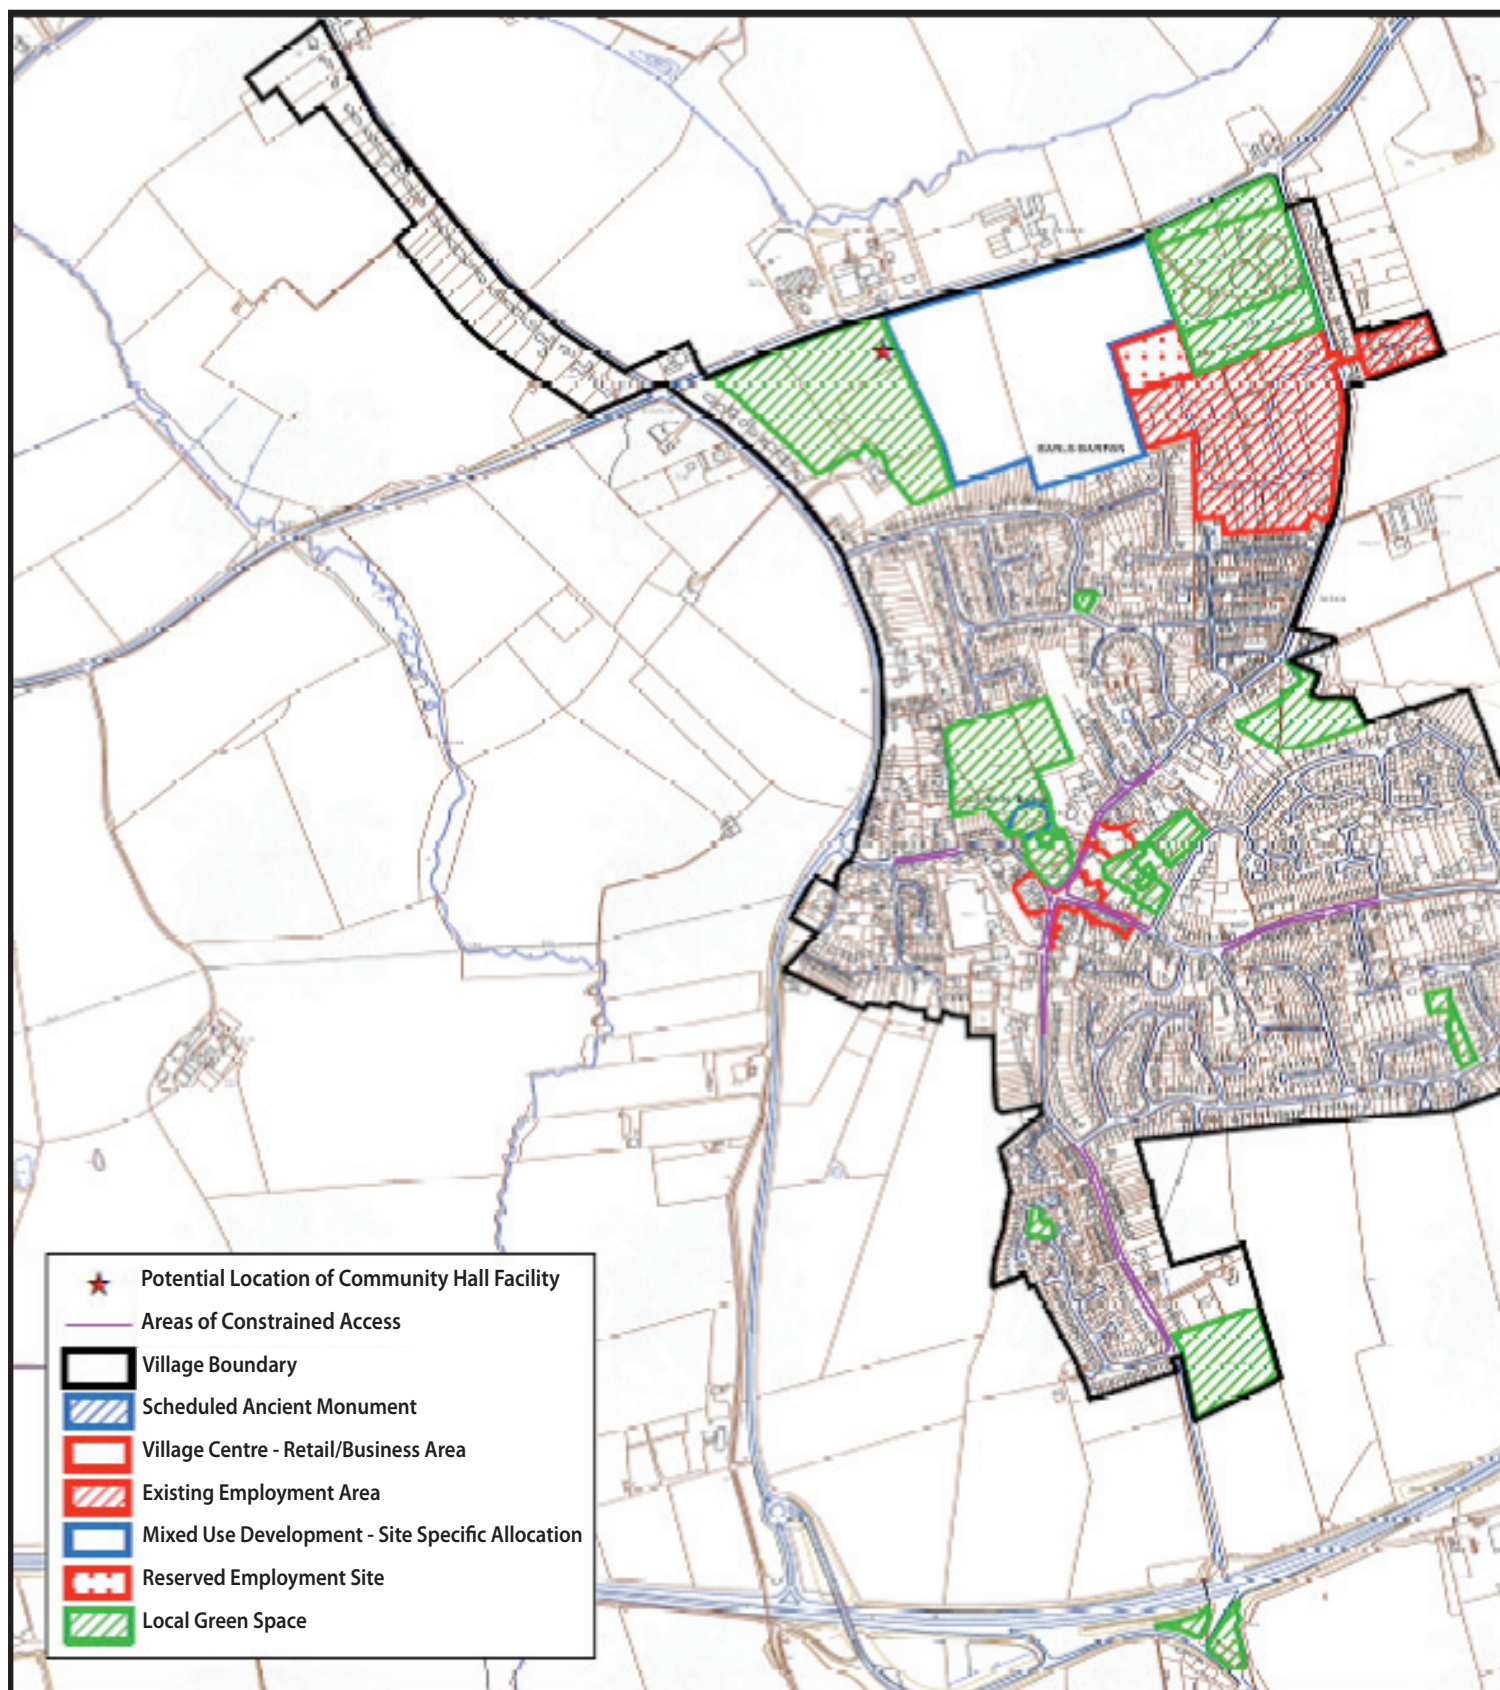 Potential Location of Community Hall Facility
Areas of Constrained Access
Village Boundary
Scheduled Ancient Monument
Village Centre - Retail/Business Area
Existing Employment Area
Mixed Use Development - Site Specific Allocation
Reserved Employment Site
Local Green Space